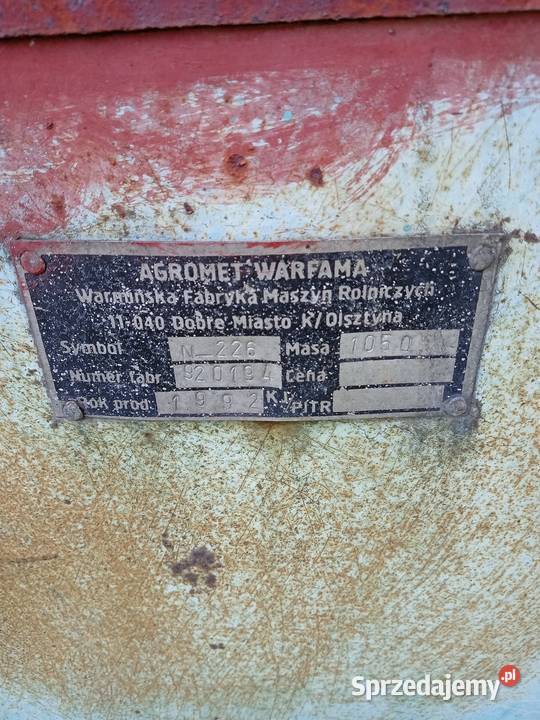 AGROMET-WARFAMA
Warmińska Fabryka Maszyn Rolniczych
11-040 Dobre Miasto K/Olsztyna
Symbol N-226 Masa 1050
Numer fabr. 920194 Cena
Rok prod. 1992 K.T.
PITR
Sprzedajemy.pl